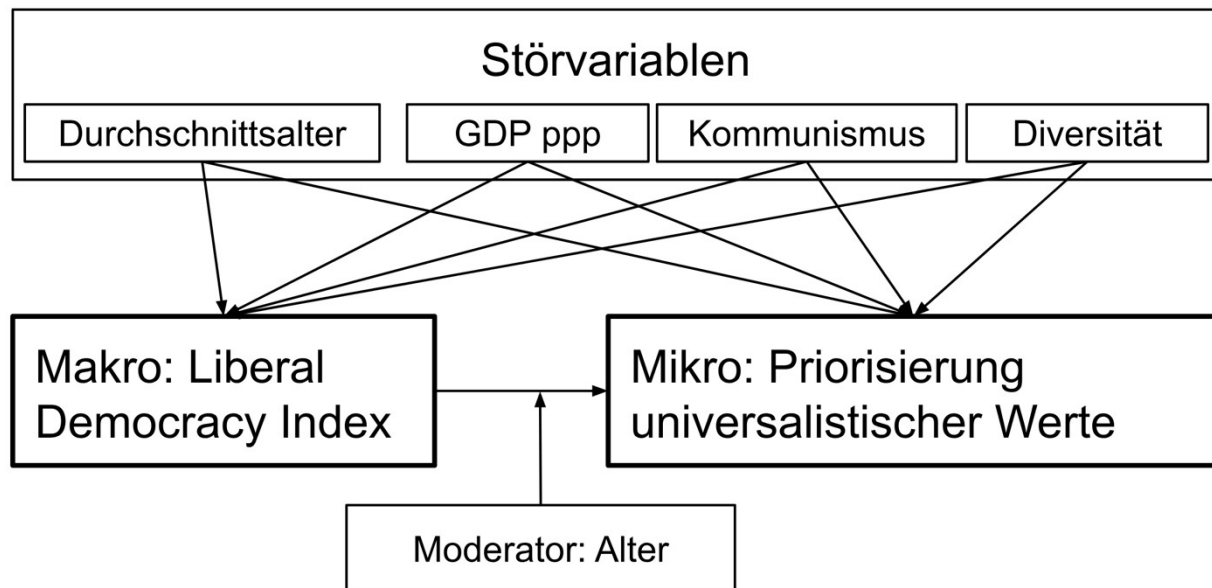 Störvariablen
Durchschnittsalter
GDP ppp
Kommunismus
Diversität
Makro: Liberal
Democracy Index
Mikro: Priorisierung
universalistischer Werte
Moderator: Alter